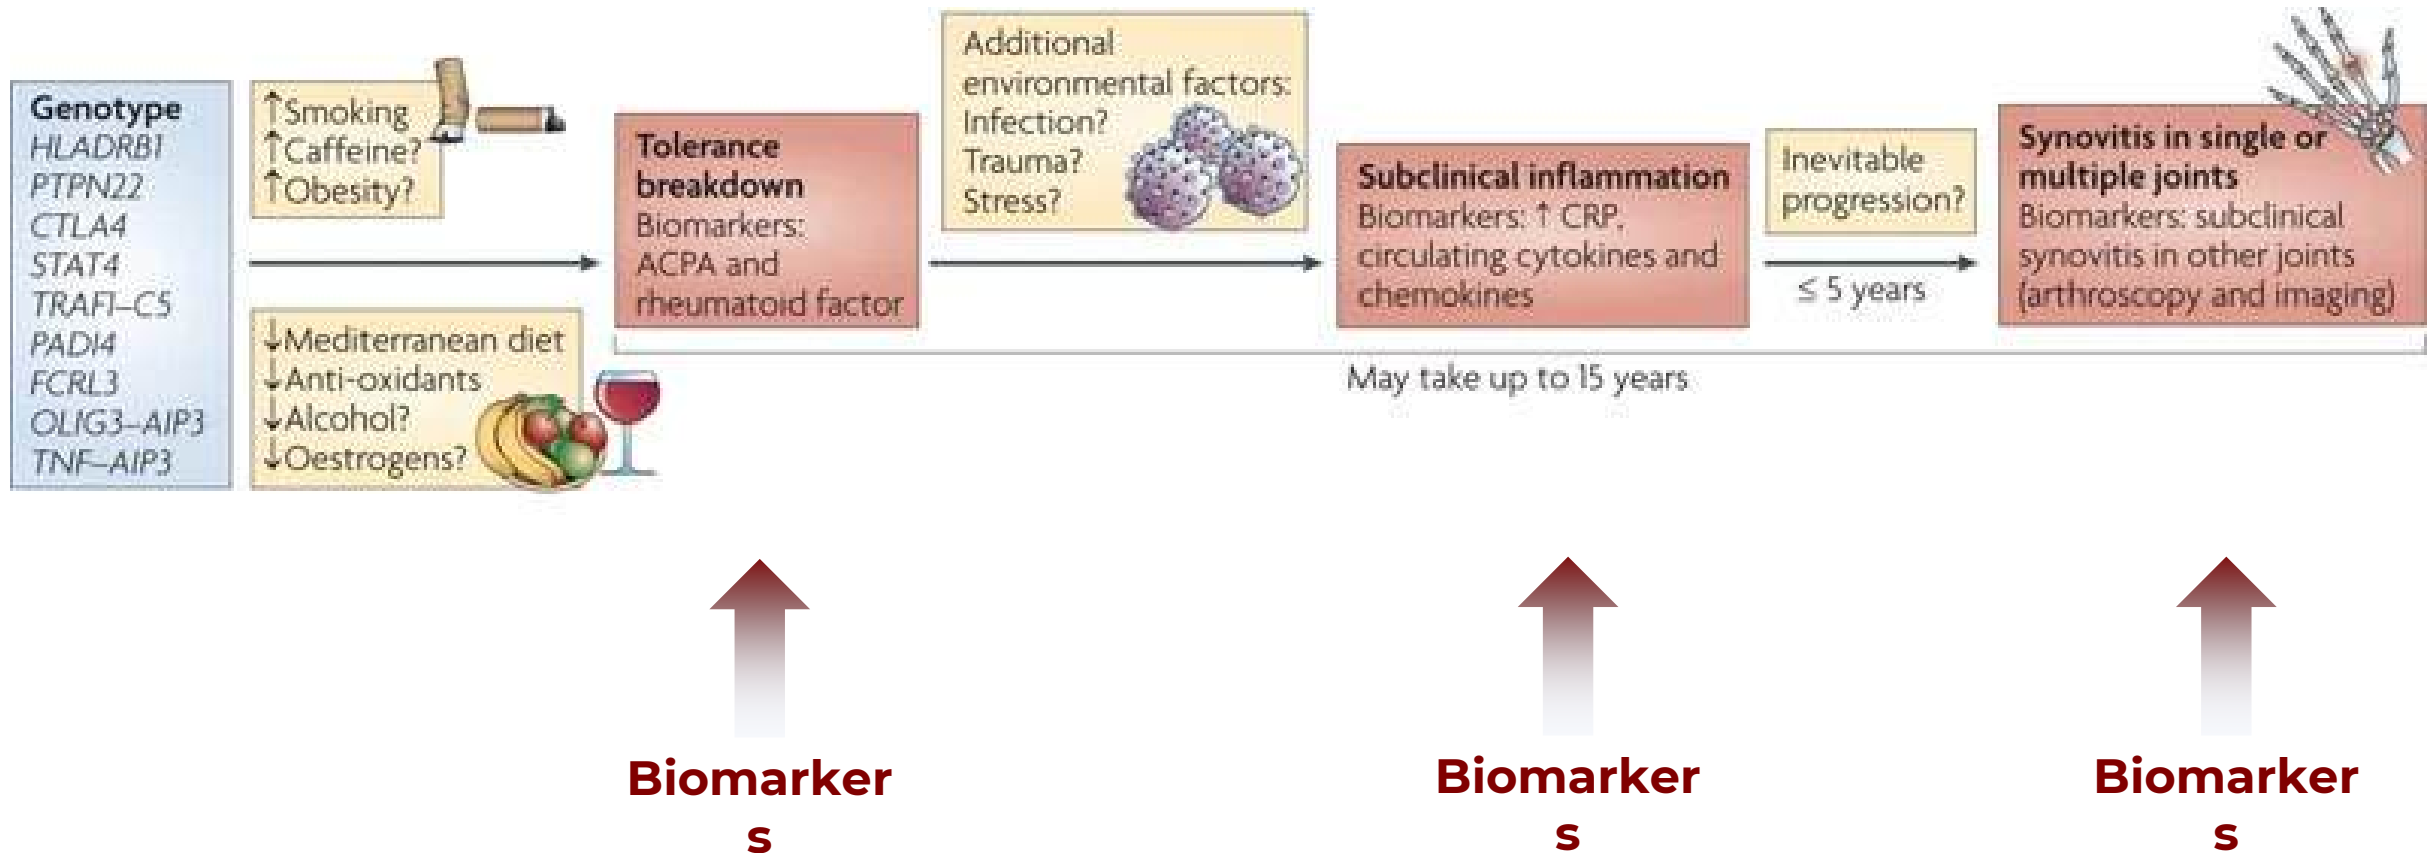 Genotype
HLADRB1
PTPN22
CTLA4
STAT4
TRAF1–C5
PADI4
FCRL3
OLIG3–AIP3
TNF–AIP3
↑Smoking
↑Caffeine?
↑Obesity?
↓Mediterranean diet
↓Anti-oxidants
↓Alcohol?
↓Oestrogens?
Tolerance
breakdown
Biomarkers:
ACPA and
rheumatoid factor
Additional
environmental factors:
Infection?
Trauma?
Stress?
Subclinical inflammation
Biomarkers: ↑ CRP,
circulating cytokines and
chemokines
Inevitable
progression?
≤ 5 years
Synovitis in single or
multiple joints
Biomarkers: subclinical
synovitis in other joints
(arthroscopy and imaging)
May take up to 15 years
Biomarker
s
Biomarker
s
Biomarker
s